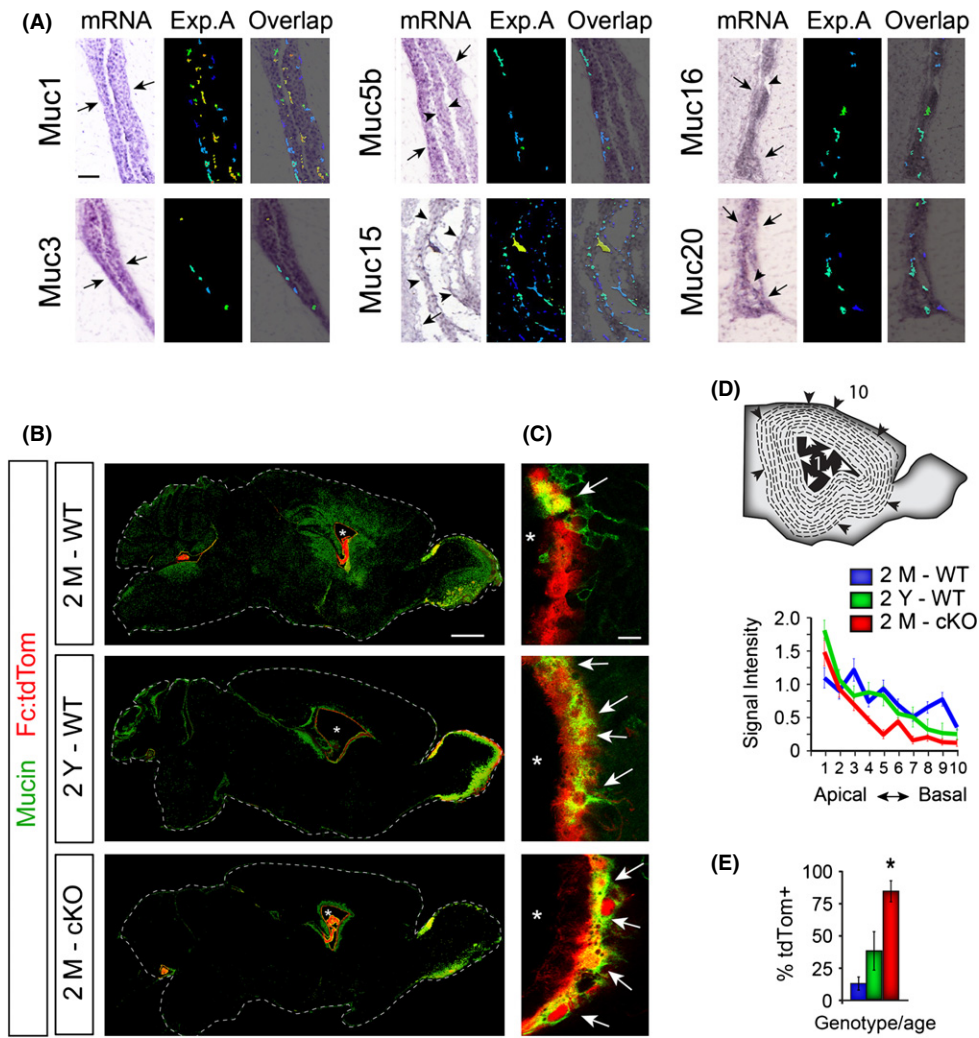 (A)
mRNA Exp.A Overlap
mRNA Exp.A Overlap
mRNA Exp.A Overlap
Muc1
Muc5b
Muc16
Muc3
Muc15
Muc20
(B)
(C)
Mucin Fc:tdTom
2 M - WT
*
*
2 Y - WT
*
*
2 M - cKO
*
*
(D)
10
1
2 M - WT
2 Y - WT
2 M - cKO
Signal Intensity
2.0
1.5
1.0
0.5
0
1 2 3 4 5 6 7 8 9 10
Apical ↔ Basal
(E)
*
% tdTom+
100
75
50
25
0
Genotype/age